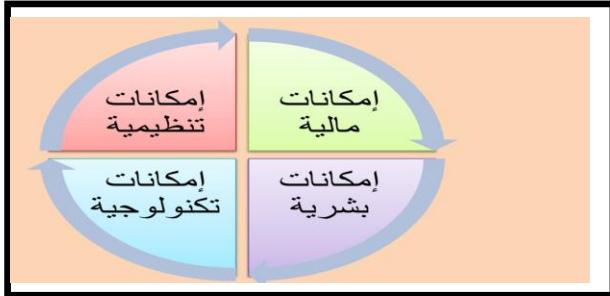 إمكانات
مالية
إمكانات
تنظيمية
إمكانات
بشرية
إمكانات
تكنولوجية